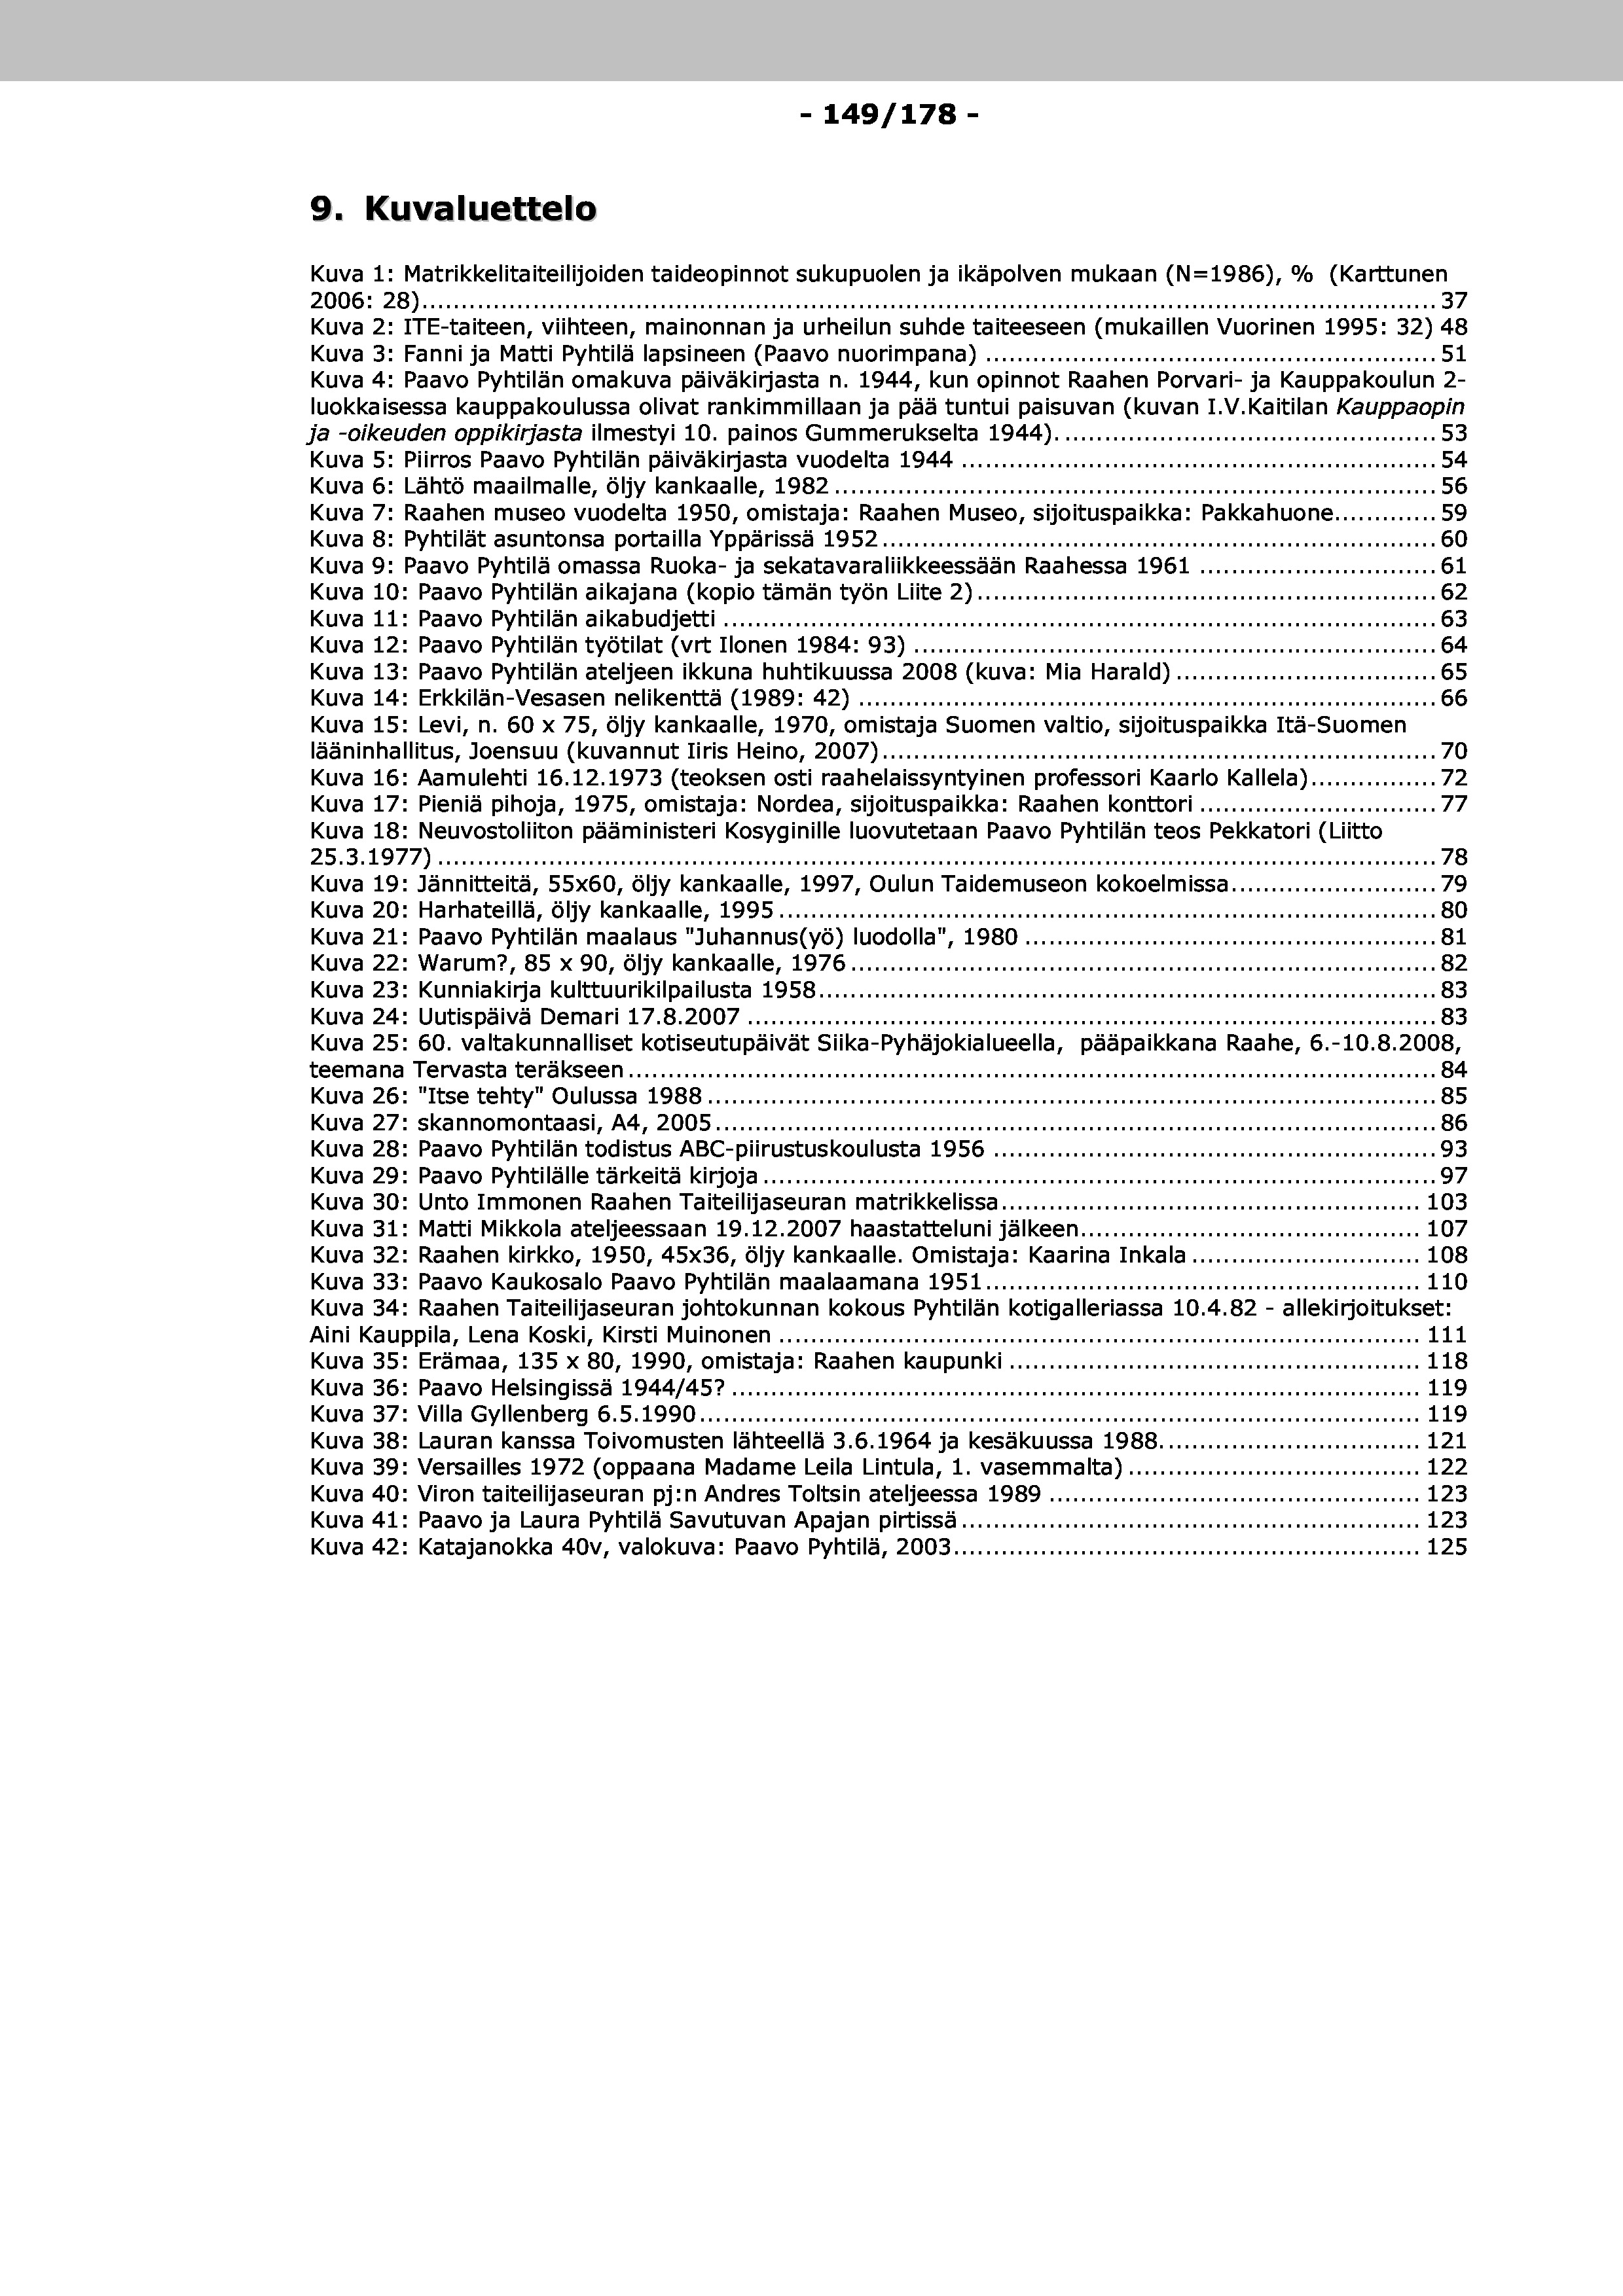 - 149/178 -
9. Kuvaluettelo
Kuva 1: Matrikkelitaiteilijoiden taideopinnot sukupuolen ja ikäpolven mukaan (N=1986), % (Karttunen
2006: 28)........................ 37
Kuva 2: ITE-taiteen, viihteen, mainonnan ja urheilun suhde taiteeseen (mukaillen Vuorinen 1995: 32) 48
Kuva 3: Fanni ja Matti Pyhtilä lapsineen (Paavo nuorimpana) ........................ 51
Kuva 4: Paavo Pyhtilän omakuva päiväkirjasta n. 1944, kun opinnot Raahen Porvari- ja Kauppakoulun 2-
luokkaisessa kauppakoulussa olivat rankimmillaan ja pää tuntui paisuvan (kuvan I.V.Kaitilan Kauppaopin
ja -oikeuden oppikirjasta ilmestyi 10. painos Gummerukselta 1944). ........................ 53
Kuva 5: Piirros Paavo Pyhtilän päiväkirjasta vuodelta 1944 ........................ 54
Kuva 6: Lähtö maailmalle, öljy kankaalle, 1982 ........................ 56
Kuva 7: Raahen museo vuodelta 1950, omistaja: Raahen Museo, sijoituspaikka: Pakkahuone............. 59
Kuva 8: Pyhtilät asuntonsa portailla Yppärissä 1952 ........................ 60
Kuva 9: Paavo Pyhtilä omassa Ruoka- ja sekatavaraliikkeessään Raahessa 1961 ........................ 61
Kuva 10: Paavo Pyhtilän aikajana (kopio tämän työn Liite 2) ........................ 62
Kuva 11: Paavo Pyhtilän aikabudjetti ........................ 63
Kuva 12: Paavo Pyhtilän työtilat (vrt Ilonen 1984: 93) ........................ 64
Kuva 13: Paavo Pyhtilän ateljeen ikkuna huhtikuussa 2008 (kuva: Mia Harald) ........................ 65
Kuva 14: Erkkilän-Vesasen nelikenttä (1989: 42) ........................ 66
Kuva 15: Levi, n. 60 x 75, öljy kankaalle, 1970, omistaja Suomen valtio, sijoituspaikka Itä-Suomen
lääninhallitus, Joensuu (kuvannut Iiris Heino, 2007)........................ 70
Kuva 16: Aamulehti 16.12.1973 (teoksen osti raahelaissyntyinen professori Kaarlo Kallela)................ 72
Kuva 17: Pieniä pihoja, 1975, omistaja: Nordea, sijoituspaikka: Raahen konttori ........................ 77
Kuva 18: Neuvostoliiton pääministeri Kosyginille luovutetaan Paavo Pyhtilän teos Pekkatori (Liitto
25.3.1977) ........................ 78
Kuva 19: Jännitteitä, 55x60, öljy kankaalle, 1997, Oulun Taidemuseon kokoelmissa........................ 79
Kuva 20: Harhateillä, öljy kankaalle, 1995 ........................ 80
Kuva 21: Paavo Pyhtilän maalaus "Juhannus(yö) luodolla", 1980 ........................ 81
Kuva 22: Warum?, 85 x 90, öljy kankaalle, 1976 ........................ 82
Kuva 23: Kunniakirja kulttuurikilpailusta 1958........................ 83
Kuva 24: Uutispäivä Demari 17.8.2007 ........................ 83
Kuva 25: 60. valtakunnalliset kotiseutupäivät Siika-Pyhäjokialueella, pääpaikkana Raahe, 6.-10.8.2008,
teemana Tervasta teräkseen ........................ 84
Kuva 26: "Itse tehty" Oulussa 1988 ........................ 85
Kuva 27: skannomontaasi, A4, 2005........................ 86
Kuva 28: Paavo Pyhtilän todistus ABC-piirustuskoulusta 1956 ........................ 93
Kuva 29: Paavo Pyhtilälle tärkeitä kirjoja ........................ 97
Kuva 30: Unto Immonen Raahen Taiteilijaseuran matrikkelissa........................ 103
Kuva 31: Matti Mikkola ateljeessaan 19.12.2007 haastatteluni jälkeen........................ 107
Kuva 32: Raahen kirkko, 1950, 45x36, öljy kankaalle. Omistaja: Kaarina Inkala ........................ 108
Kuva 33: Paavo Kaukosalo Paavo Pyhtilän maalaamana 1951........................ 110
Kuva 34: Raahen Taiteilijaseuran johtokunnan kokous Pyhtilän kotigalleriassa 10.4.82 - allekirjoitukset:
Aini Kauppila, Lena Koski, Kirsti Muinonen ........................ 111
Kuva 35: Erämaa, 135 x 80, 1990, omistaja: Raahen kaupunki ........................ 118
Kuva 36: Paavo Helsingissä 1944/45? ........................ 119
Kuva 37: Villa Gyllenberg 6.5.1990........................ 119
Kuva 38: Lauran kanssa Toivomusten lähteellä 3.6.1964 ja kesäkuussa 1988. ........................ 121
Kuva 39: Versailles 1972 (oppaana Madame Leila Lintula, 1. vasemmalta) ........................ 122
Kuva 40: Viron taiteilijaseuran pj:n Andres Toltsin ateljeessa 1989 ........................ 123
Kuva 41: Paavo ja Laura Pyhtilä Savutuvan Apajan pirtissä ........................ 123
Kuva 42: Katajanokka 40v, valokuva: Paavo Pyhtilä, 2003........................ 125